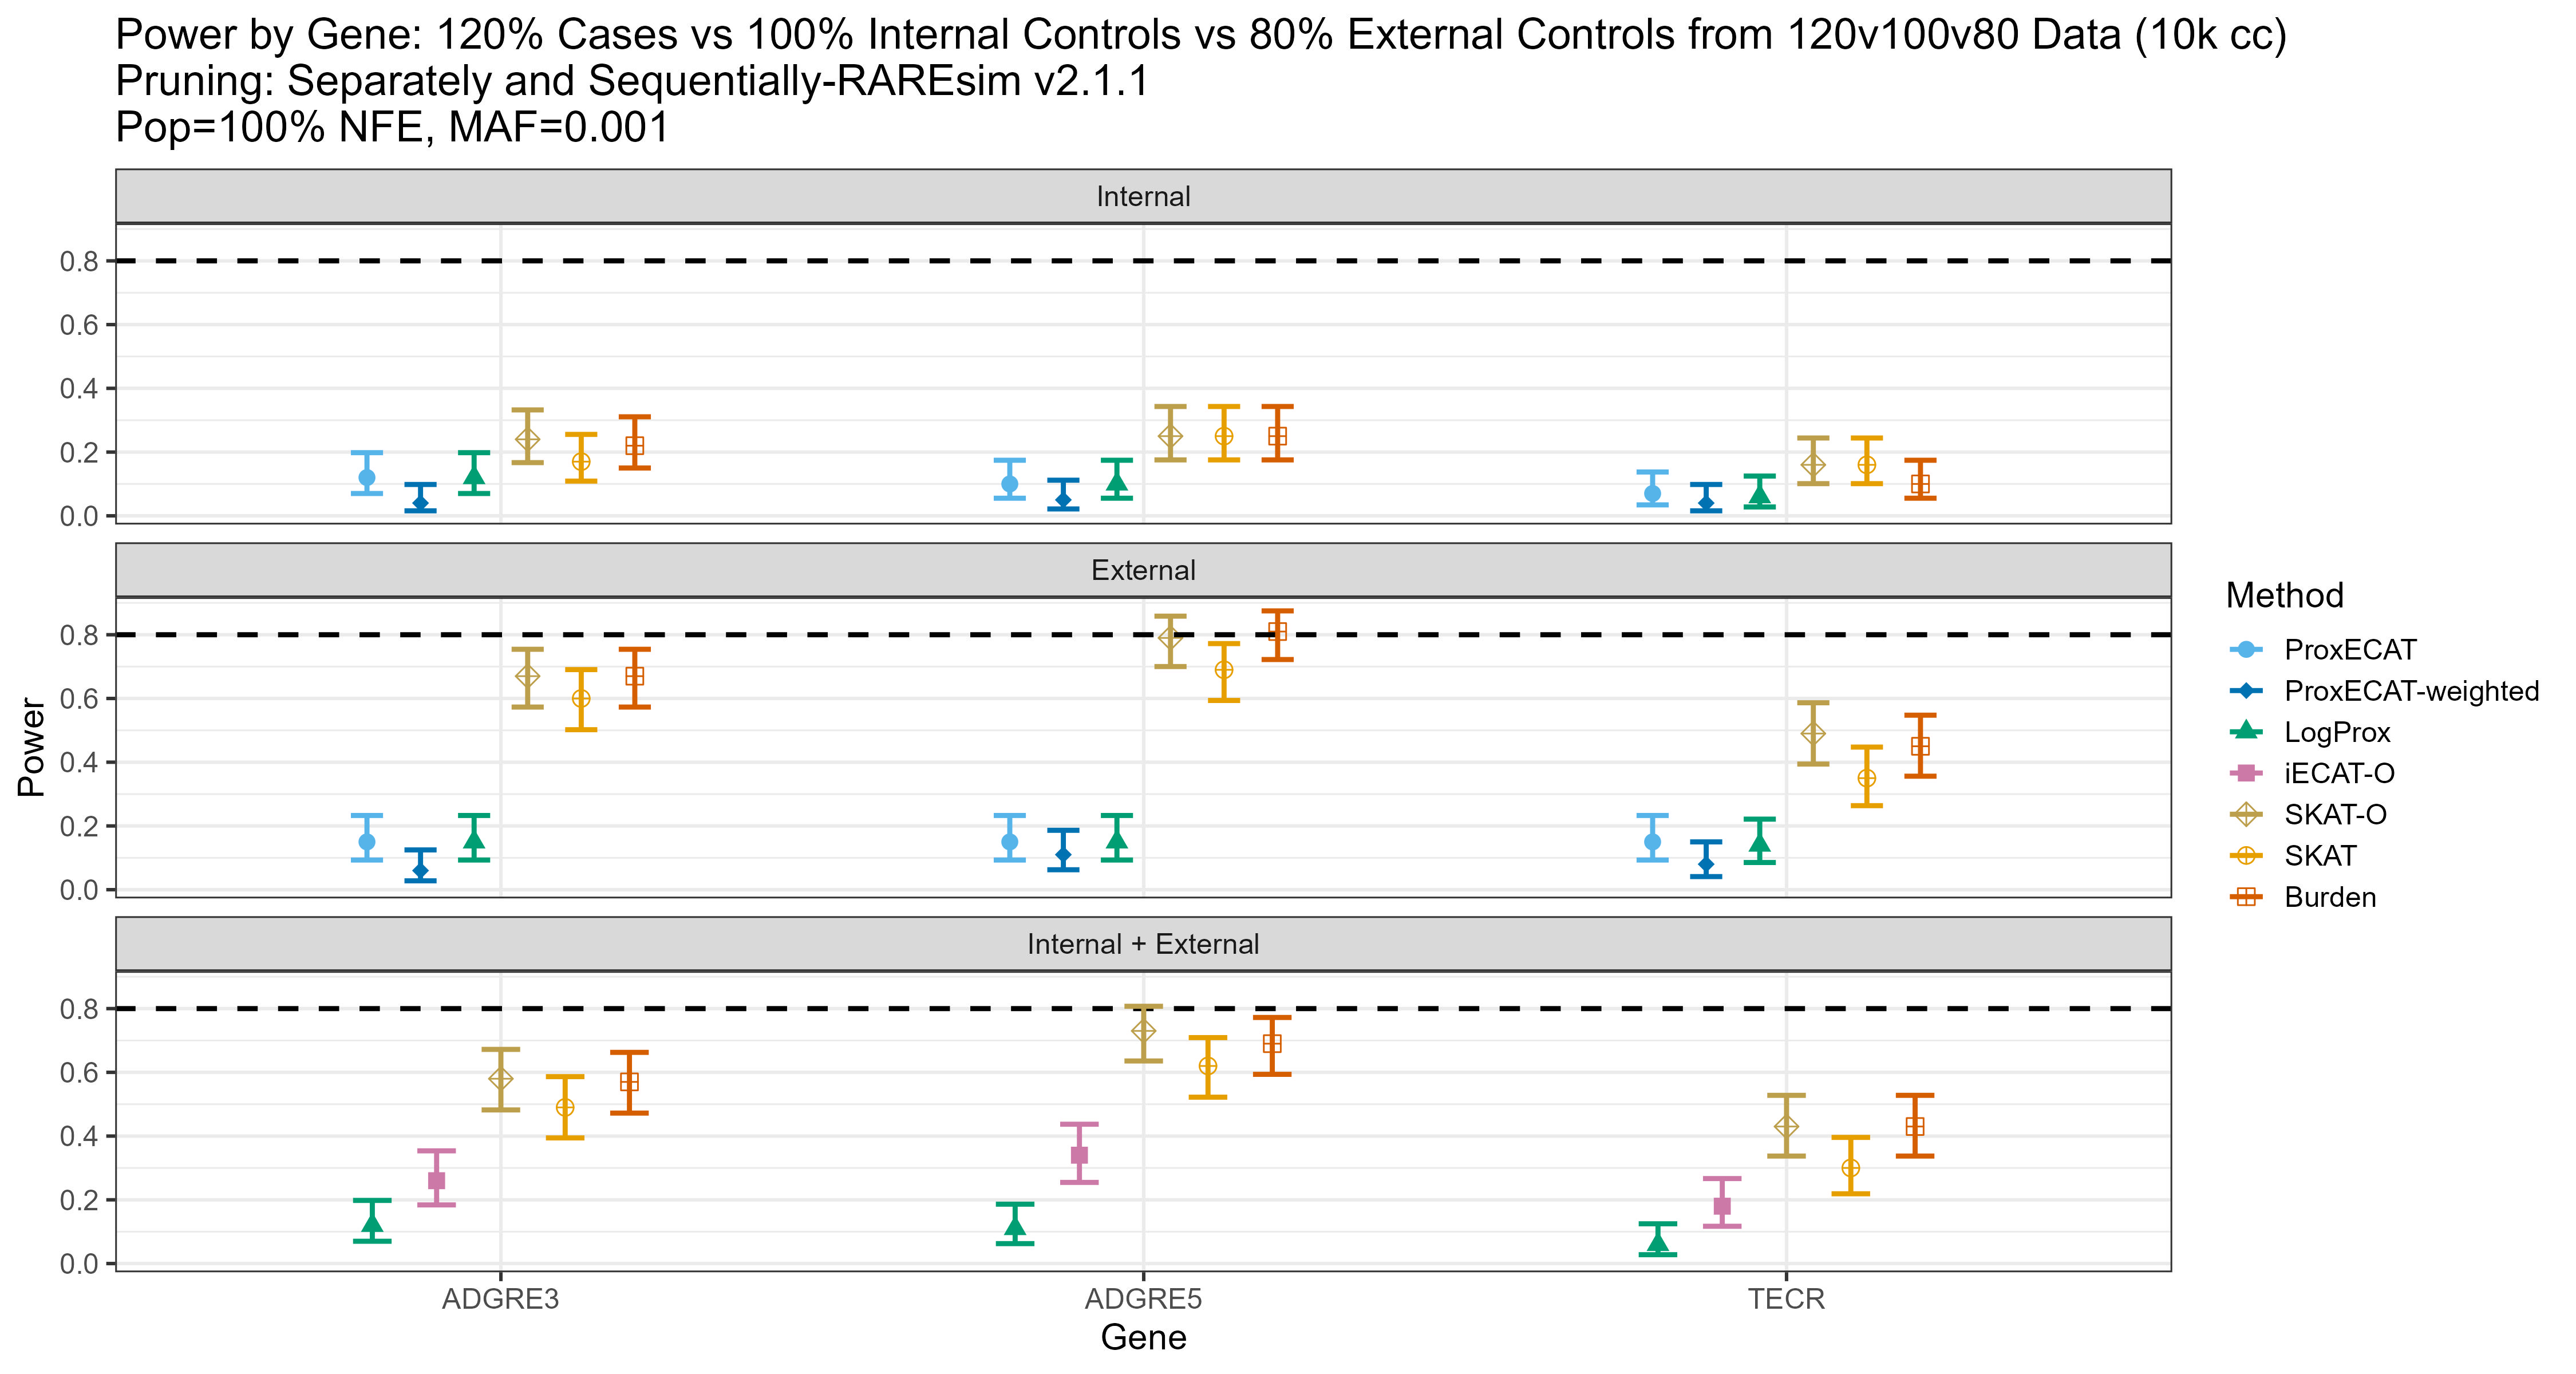 Power by Gene: 120% Cases vs 100% Internal Controls vs 80% External Controls from 120v100v80 Data (10k cc)
Pruning: Separately and Sequentially-RAREsim v2.1.1
Pop=100% NFE, MAF=0.001
Internal
0.8
0.6
0.4
0.2
0.0
External
0.8
0.6
0.4
0.2
0.0
Internal + External
0.8
0.6
0.4
0.2
0.0
Power
ADGRE3
ADGRE5
TECR
Gene
Method
ProxECAT
ProxECAT-weighted
LogProx
iECAT-O
SKAT-O
SKAT
Burden